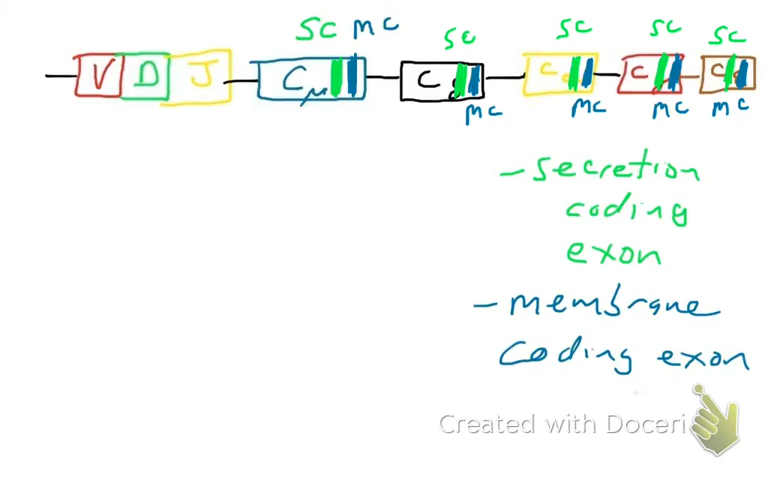 SC MC SC SC SC SC
V D J Cμ C C C C
MC MC MC MC
- secretion
coding
exon
- membrane
coding exon
Created with Doceri